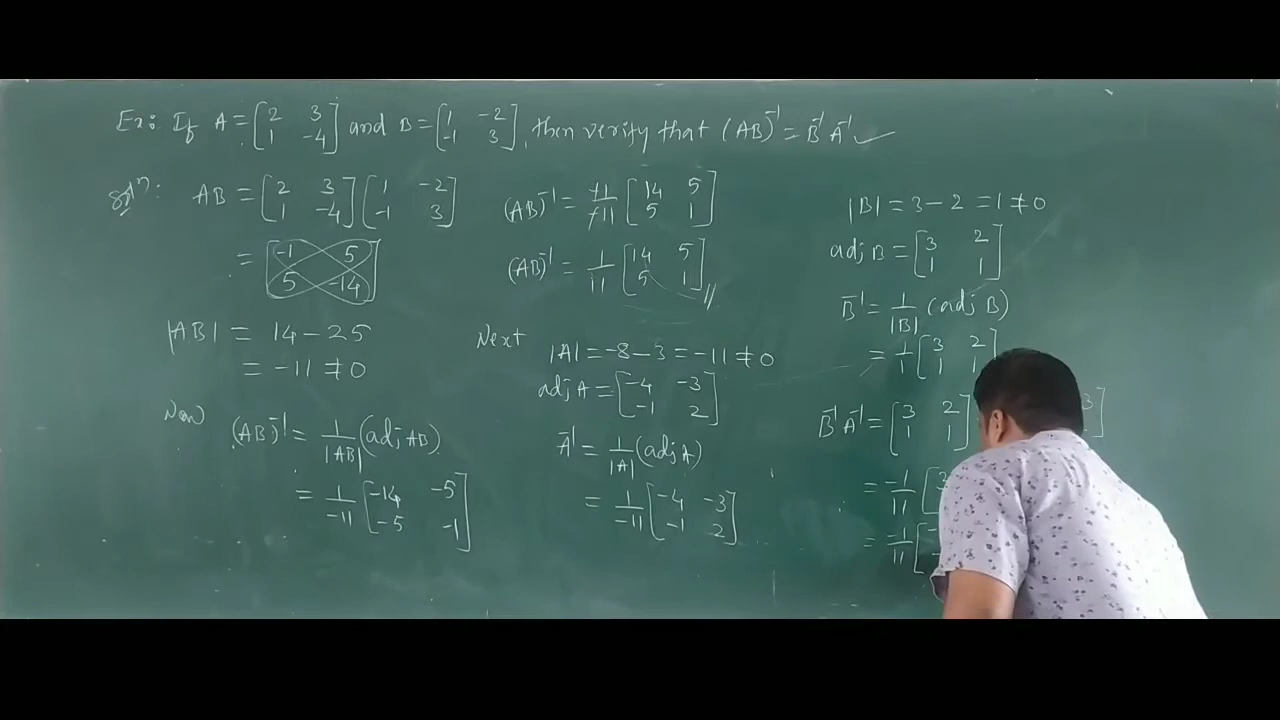 Ex: If A = [2 3 1 -4] and B = [1 -2 -1 3], then verify that (AB)⁻¹ = B⁻¹A⁻¹ ✓
Solⁿ: AB = [2 3 1 -4] [1 -2 -1 3]
= [-1 5 5 -14]
|AB| = 14 - 25
= -11 ≠ 0
Now
(AB)⁻¹ = 1/|AB| (adj AB)
= 1/-11 [-14 -5 -5 -1]
(AB)⁻¹ = +1/+11 [14 5 5 1]
(AB)⁻¹ = 1/11 [14 5 5 1] //
Next
|A| = -8 - 3 = -11 ≠ 0
adj A = [-4 -3 -1 2]
A⁻¹ = 1/|A| (adj A)
= 1/-11 [-4 -3 -1 2]
|B| = 3 - 2 = 1 ≠ 0
adj B = [3 2 1 1]
B⁻¹ = 1/|B| (adj B)
= 1/1 [3 2 1 1]
B⁻¹A⁻¹ = [3 2 1 1] 3]
= -1/11 [3
= -1/11 [-